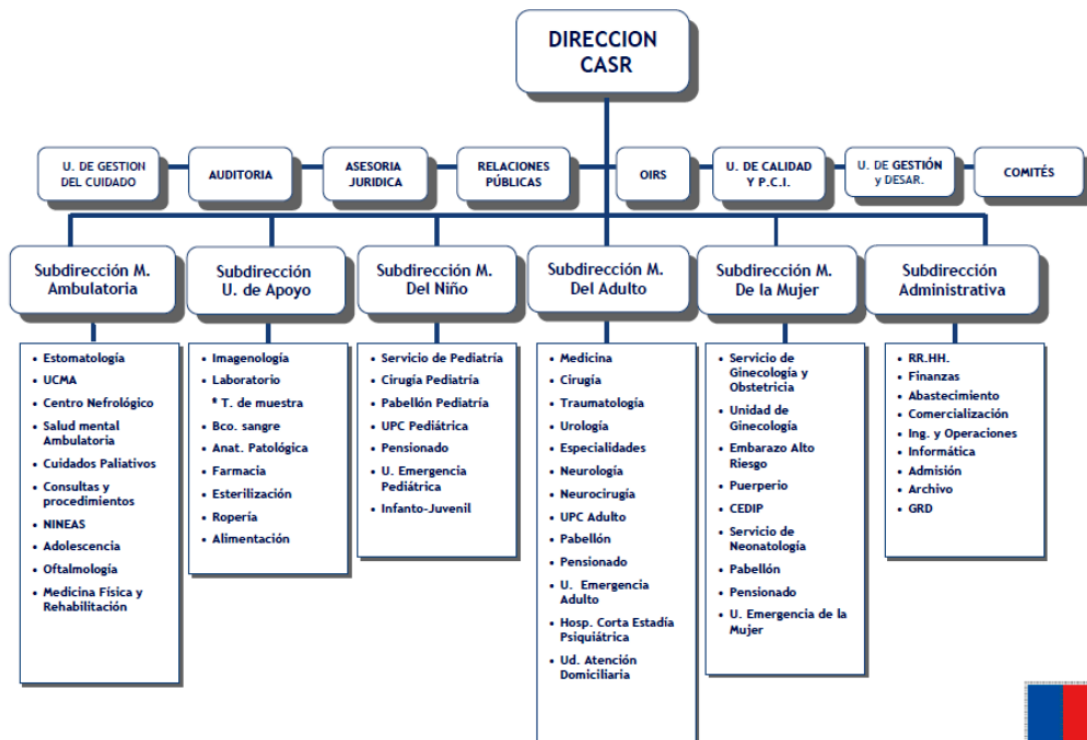 DIRECCION
CASR
U. DE GESTION
DEL CUIDADO
AUDITORIA
ASESORIA
JURIDICA
RELACIONES
PÚBLICAS
OIRS
U. DE CALIDAD
Y P.C.I.
U. DE GESTIÓN
y DESAR.
COMITÉS
Subdirección M.
Ambulatoria
Subdirección
U. de Apoyo
Subdirección M.
Del Niño
Subdirección M.
Del Adulto
Subdirección M.
De la Mujer
Subdirección
Administrativa
• Estomatología
• UCMA
• Centro Nefrológico
• Salud mental
Ambulatoria
• Cuidados Paliativos
• Consultas y
procedimientos
• NINEAS
• Adolescencia
• Oftalmología
• Medicina Física y
Rehabilitación
• Imagenología
• Laboratorio
* T. de muestra
• Bco. sangre
• Anat. Patológica
• Farmacia
• Esterilización
• Ropería
• Alimentación
• Servicio de Pediatría
• Cirugía Pediatría
• Pabellón Pediatría
• UPC Pediátrica
• Pensionado
• U. Emergencia
Pediátrica
• Infanto-Juvenil
• Medicina
• Cirugía
• Traumatología
• Urología
• Especialidades
• Neurología
• Neurocirugía
• UPC Adulto
• Pabellón
• Pensionado
• U. Emergencia
Adulto
• Hosp. Corta Estadía
Psiquiátrica
• Ud. Atención
Domiciliaria
• Servicio de
Ginecología y
Obstetricia
• Unidad de
Ginecología
• Embarazo Alto
Riesgo
• Puerperio
• CEDIP
• Servicio de
Neonatología
• Pabellón
• Pensionado
• U. Emergencia de la
Mujer
• RR.HH.
• Finanzas
• Abastecimiento
• Comercialización
• Ing. y Operaciones
• Informática
• Admisión
• Archivo
• GRD